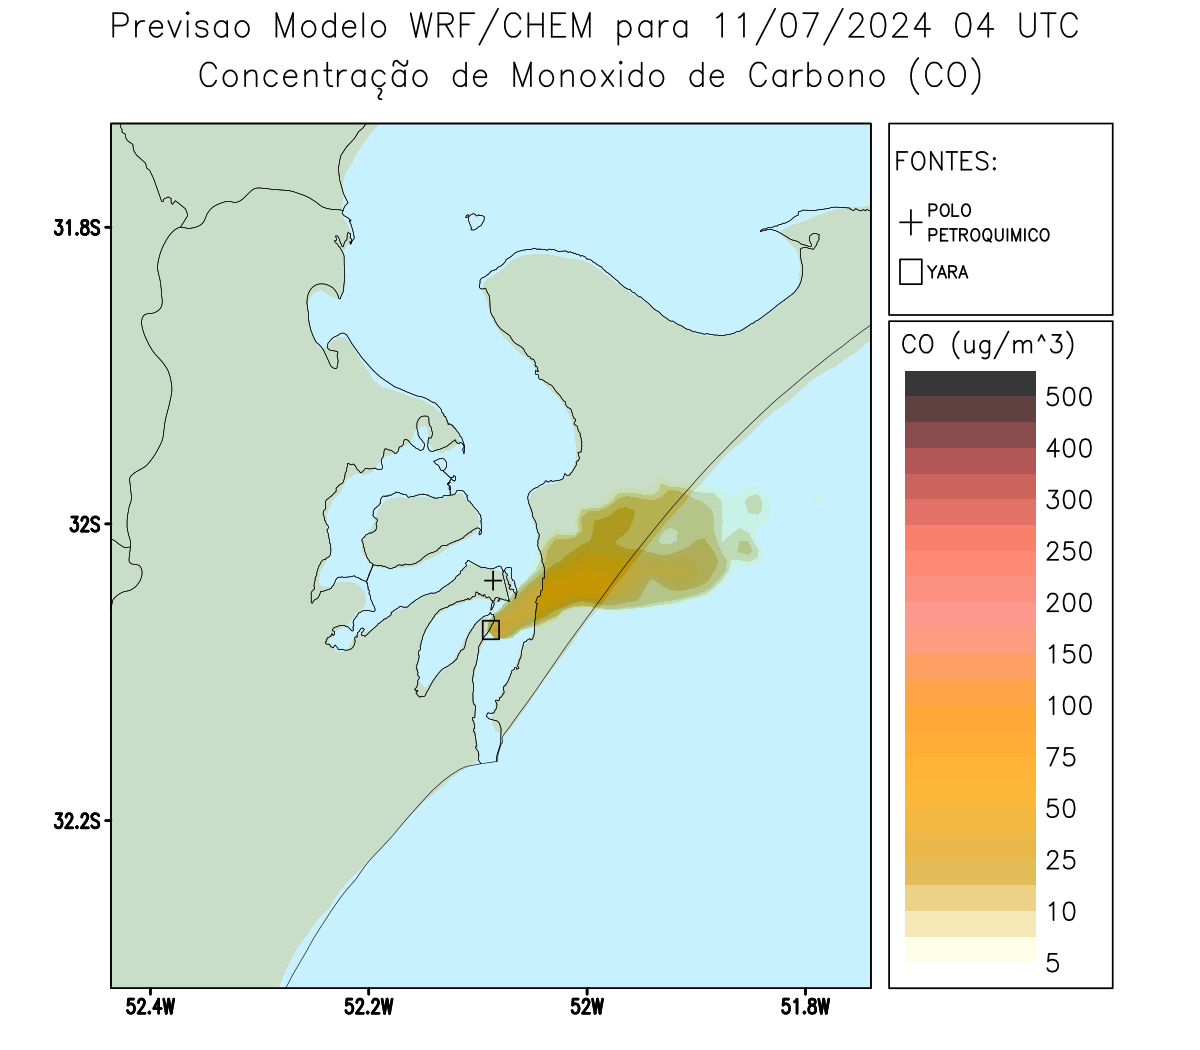 Previsao Modelo WRF/CHEM para 11/07/2024 04 UTC
Concentração de Monoxido de Carbono (CO)
FONTES:
POLO
PETROQUIMICO
YARA
31.8S
32S
32.2S
52.4W
52.2W
52W
51.8W
CO (ug/m^3)
500
400
300
250
200
150
100
75
50
25
10
5